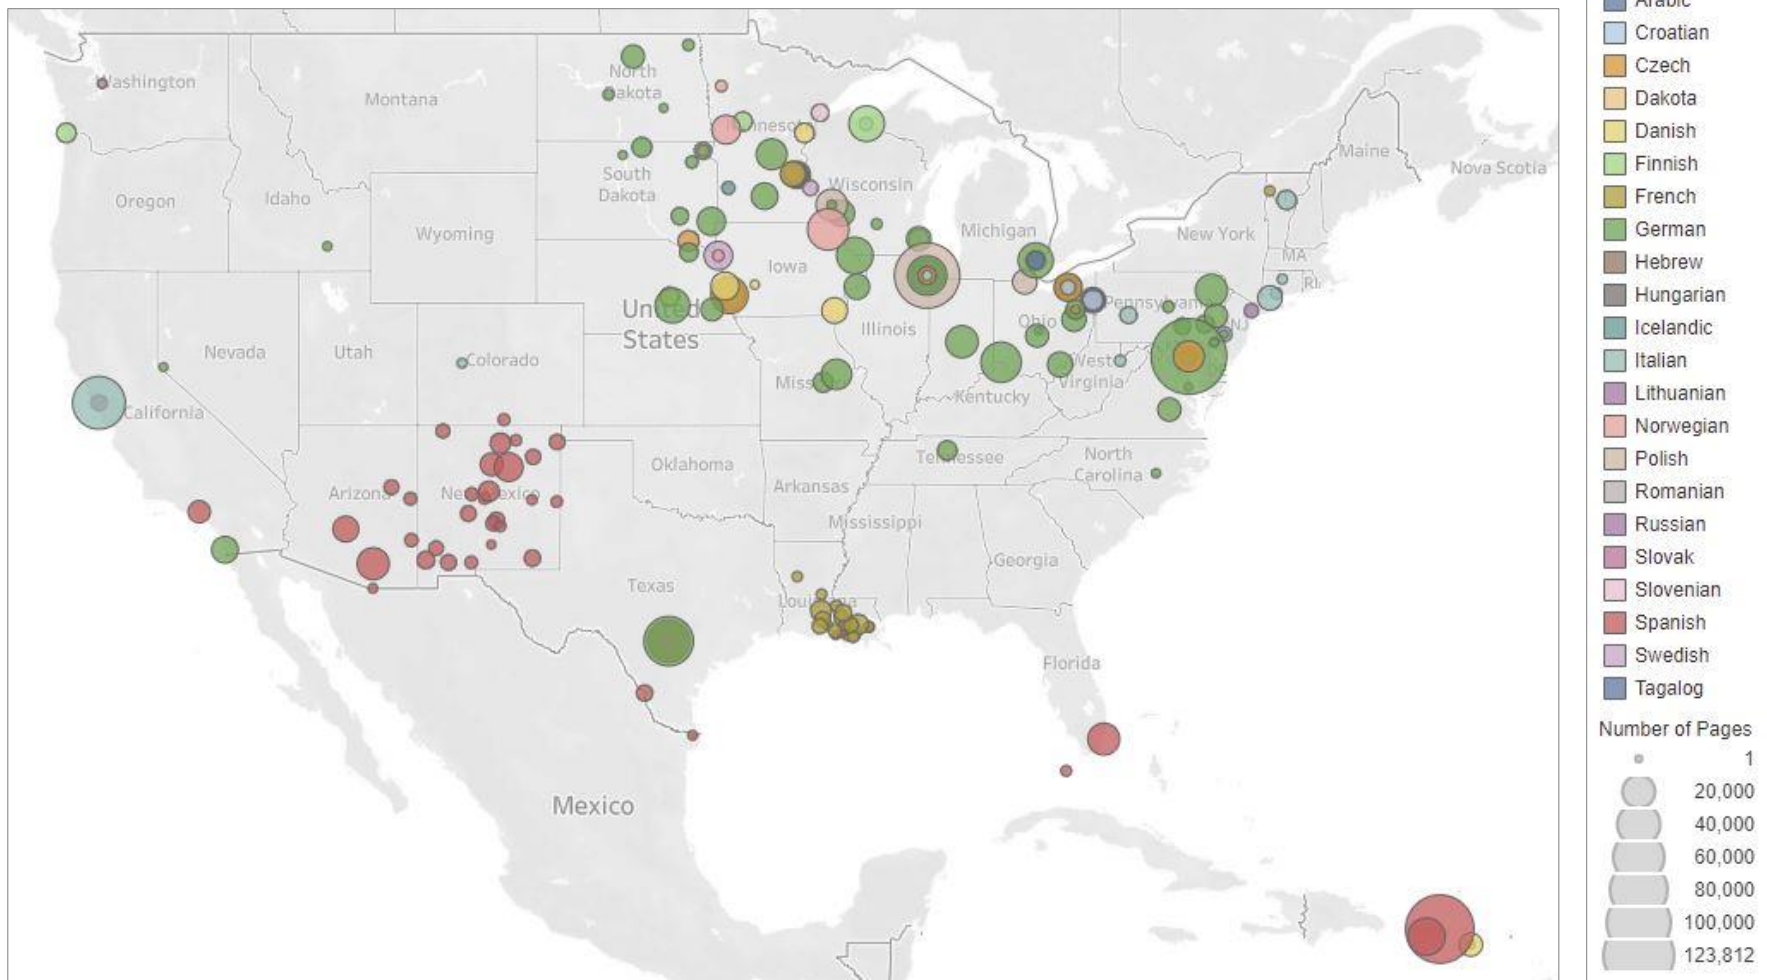 Washington
Montana
North
Dakota
Minnesota
Maine
Nova Scotia
Oregon
Idaho
South
Dakota
Wisconsin
Wyoming
Michigan
New York
MA
RI
Iowa
United
States
Illinois
Ohio
Pennsylvania
NJ
Nevada
Utah
Colorado
West
Virginia
California
Kentucky
Oklahoma
Tennessee
North
Carolina
Arizona
New Mexico
Arkansas
Mississippi
Georgia
Texas
Louisiana
Florida
Mexico
Arabic
Croatian
Czech
Dakota
Danish
Finnish
French
German
Hebrew
Hungarian
Icelandic
Italian
Lithuanian
Norwegian
Polish
Romanian
Russian
Slovak
Slovenian
Spanish
Swedish
Tagalog
Number of Pages
1
20,000
40,000
60,000
80,000
100,000
123,812